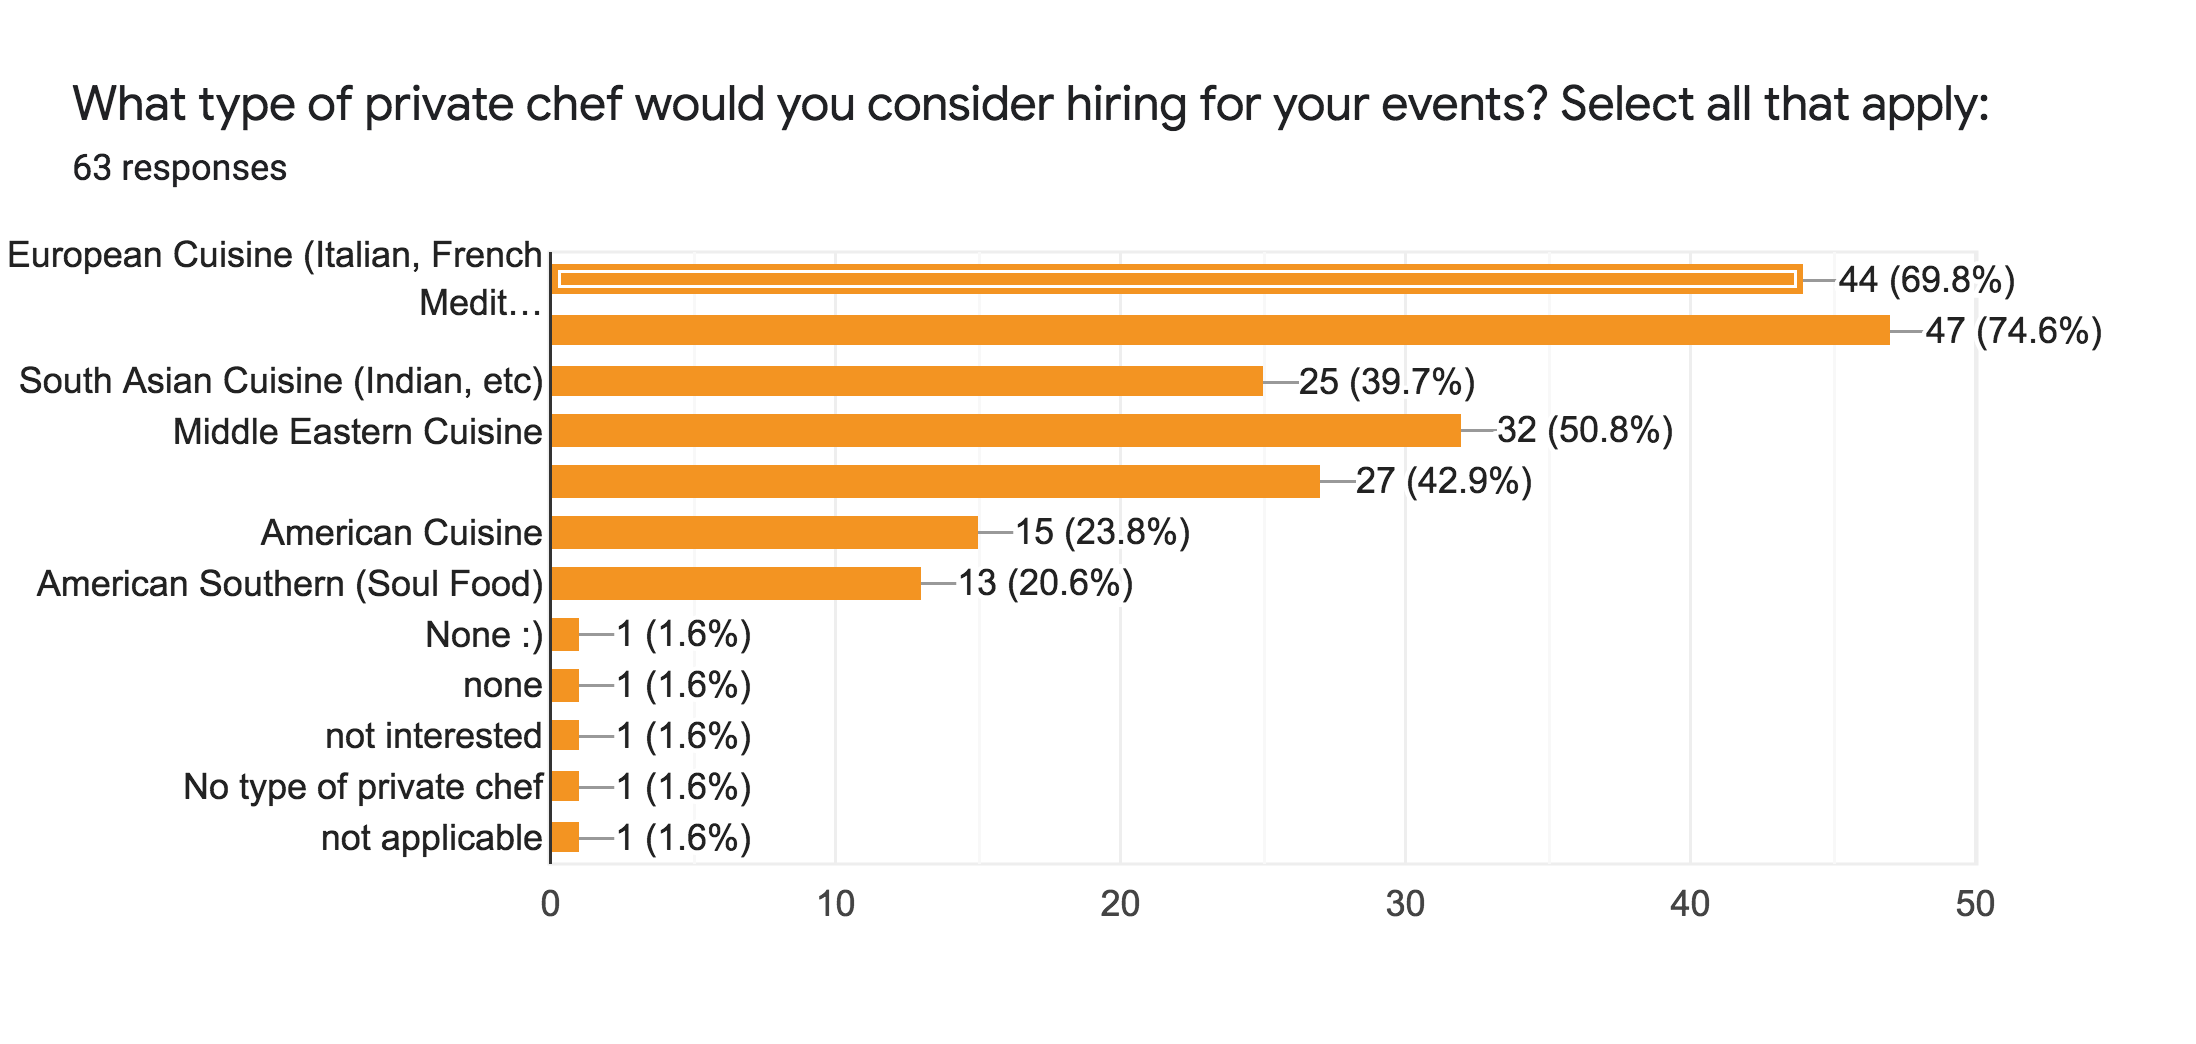 What type of private chef would you consider hiring for your events? Select all that apply:
63 responses
European Cuisine (Italian, French
Medit…
44 (69.8%)
47 (74.6%)
South Asian Cuisine (Indian, etc)
25 (39.7%)
Middle Eastern Cuisine
32 (50.8%)
27 (42.9%)
American Cuisine
15 (23.8%)
American Southern (Soul Food)
13 (20.6%)
None :)
1 (1.6%)
none
1 (1.6%)
not interested
1 (1.6%)
No type of private chef
1 (1.6%)
not applicable
1 (1.6%)
0 10 20 30 40 50